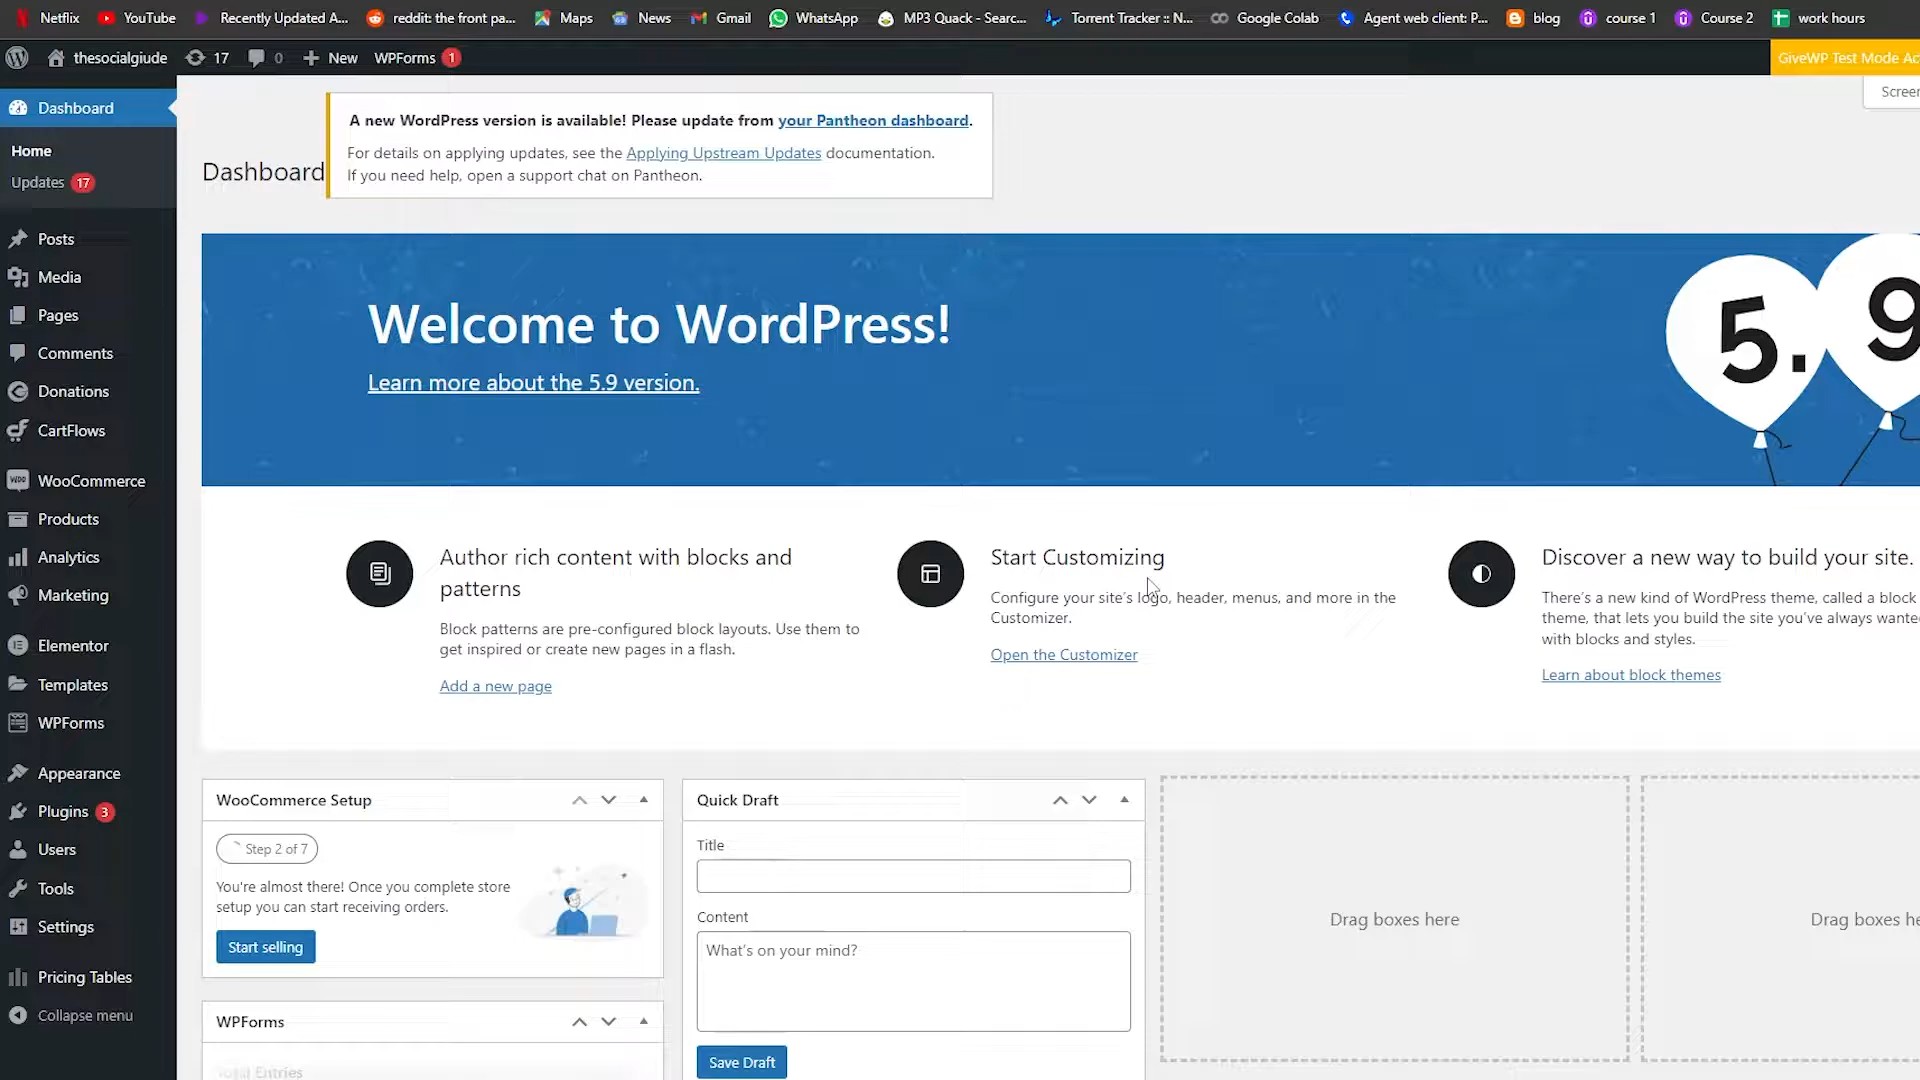 Netflix YouTube Recently Updated A... reddit: the front pa... Maps News Gmail WhatsApp MP3 Quack - Searc... Torrent Tracker :: N... Google Colab Agent web client: P... blog course 1 Course 2 work hours
thesocialgiude 17 0 New WPForms 1 GiveWP Test Mode Ac
Screen
Dashboard
Home
Updates 17
Posts
Media
Pages
Comments
Donations
CartFlows
WOO WooCommerce
Products
Analytics
Marketing
Elementor
Templates
WPForms
Appearance
Plugins 3
Users
Tools
Settings
Pricing Tables
Collapse menu
Dashboard
A new WordPress version is available! Please update from your Pantheon dashboard.
For details on applying updates, see the Applying Upstream Updates documentation.
If you need help, open a support chat on Pantheon.
Welcome to WordPress!
Learn more about the 5.9 version.
5.9
Author rich content with blocks and
patterns
Block patterns are pre-configured block layouts. Use them to
get inspired or create new pages in a flash.
Add a new page
Start Customizing
Configure your site's logo, header, menus, and more in the
Customizer.
Open the Customizer
Discover a new way to build your site.
There's a new kind of WordPress theme, called a block
theme, that lets you build the site you've always wante
with blocks and styles.
Learn about block themes
WooCommerce Setup
Step 2 of 7
You're almost there! Once you complete store
setup you can start receiving orders.
Start selling
WPForms
Total Entries
Quick Draft
Title
Content
What's on your mind?
Save Draft
Drag boxes here
Drag boxes he